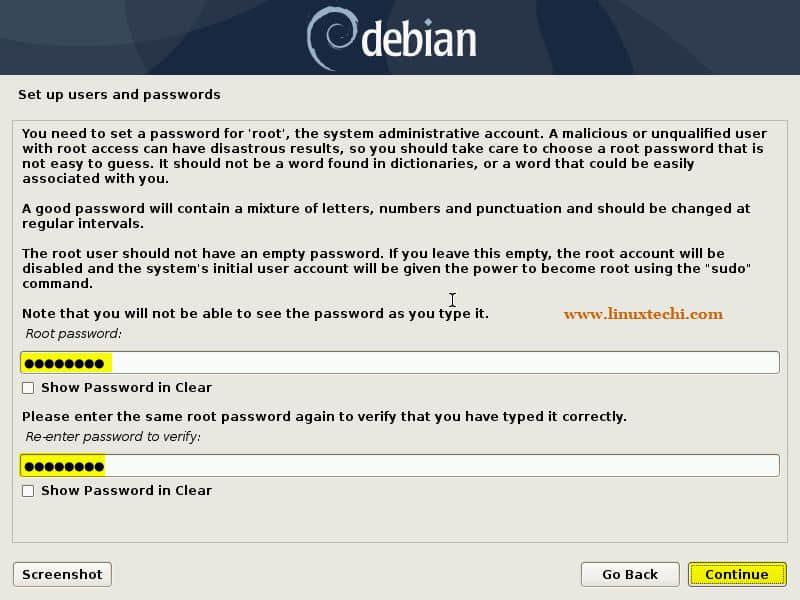 debian
Set up users and passwords
You need to set a password for 'root', the system administrative account. A malicious or unqualified user
with root access can have disastrous results, so you should take care to choose a root password that is
not easy to guess. It should not be a word found in dictionaries, or a word that could be easily
associated with you.
A good password will contain a mixture of letters, numbers and punctuation and should be changed at
regular intervals.
The root user should not have an empty password. If you leave this empty, the root account will be
disabled and the system's initial user account will be given the power to become root using the "sudo"
command.
Note that you will not be able to see the password as you type it.
www.linuxtechi.com
Root password:
●●●●●●●●
Show Password in Clear
Please enter the same root password again to verify that you have typed it correctly.
Re-enter password to verify:
●●●●●●●●
Show Password in Clear
Screenshot
Go Back
Continue